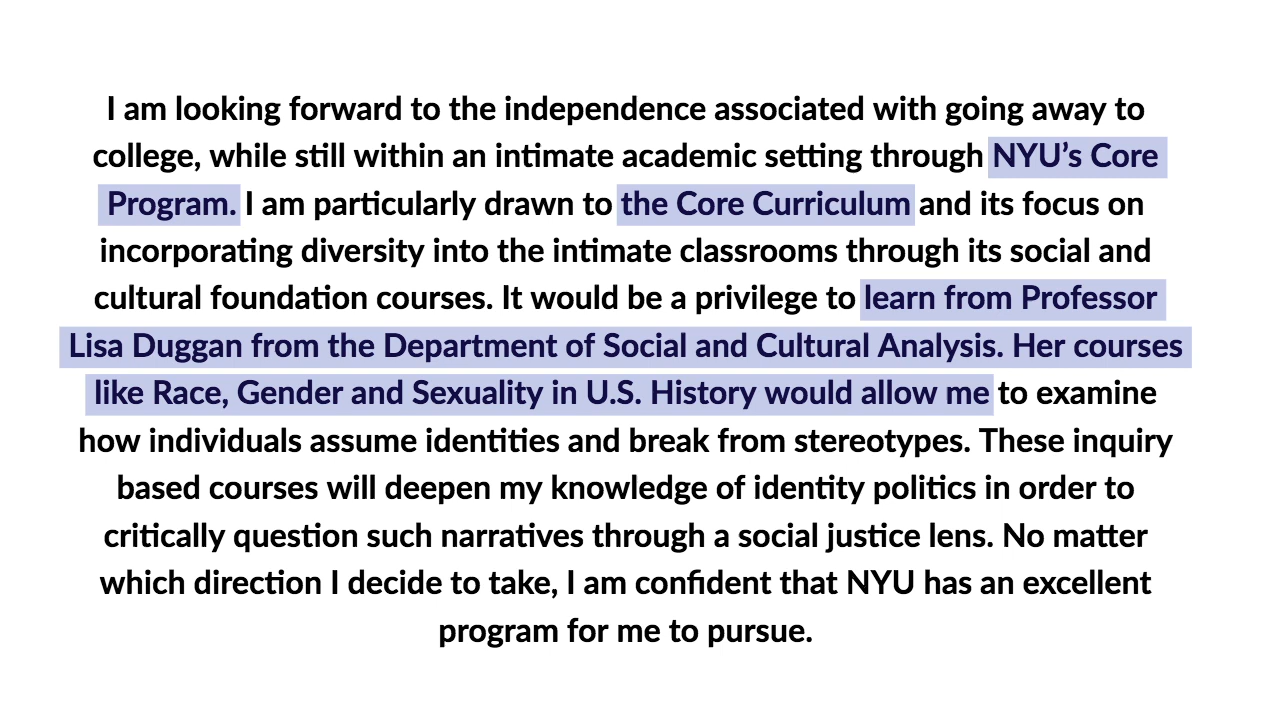 I am looking forward to the independence associated with going away to
college, while still within an intimate academic setting through NYU’s Core
Program. I am particularly drawn to the Core Curriculum and its focus on
incorporating diversity into the intimate classrooms through its social and
cultural foundation courses. It would be a privilege to learn from Professor
Lisa Duggan from the Department of Social and Cultural Analysis. Her courses
like Race, Gender and Sexuality in U.S. History would allow me to examine
how individuals assume identities and break from stereotypes. These inquiry
based courses will deepen my knowledge of identity politics in order to
critically question such narratives through a social justice lens. No matter
which direction I decide to take, I am confident that NYU has an excellent
program for me to pursue.